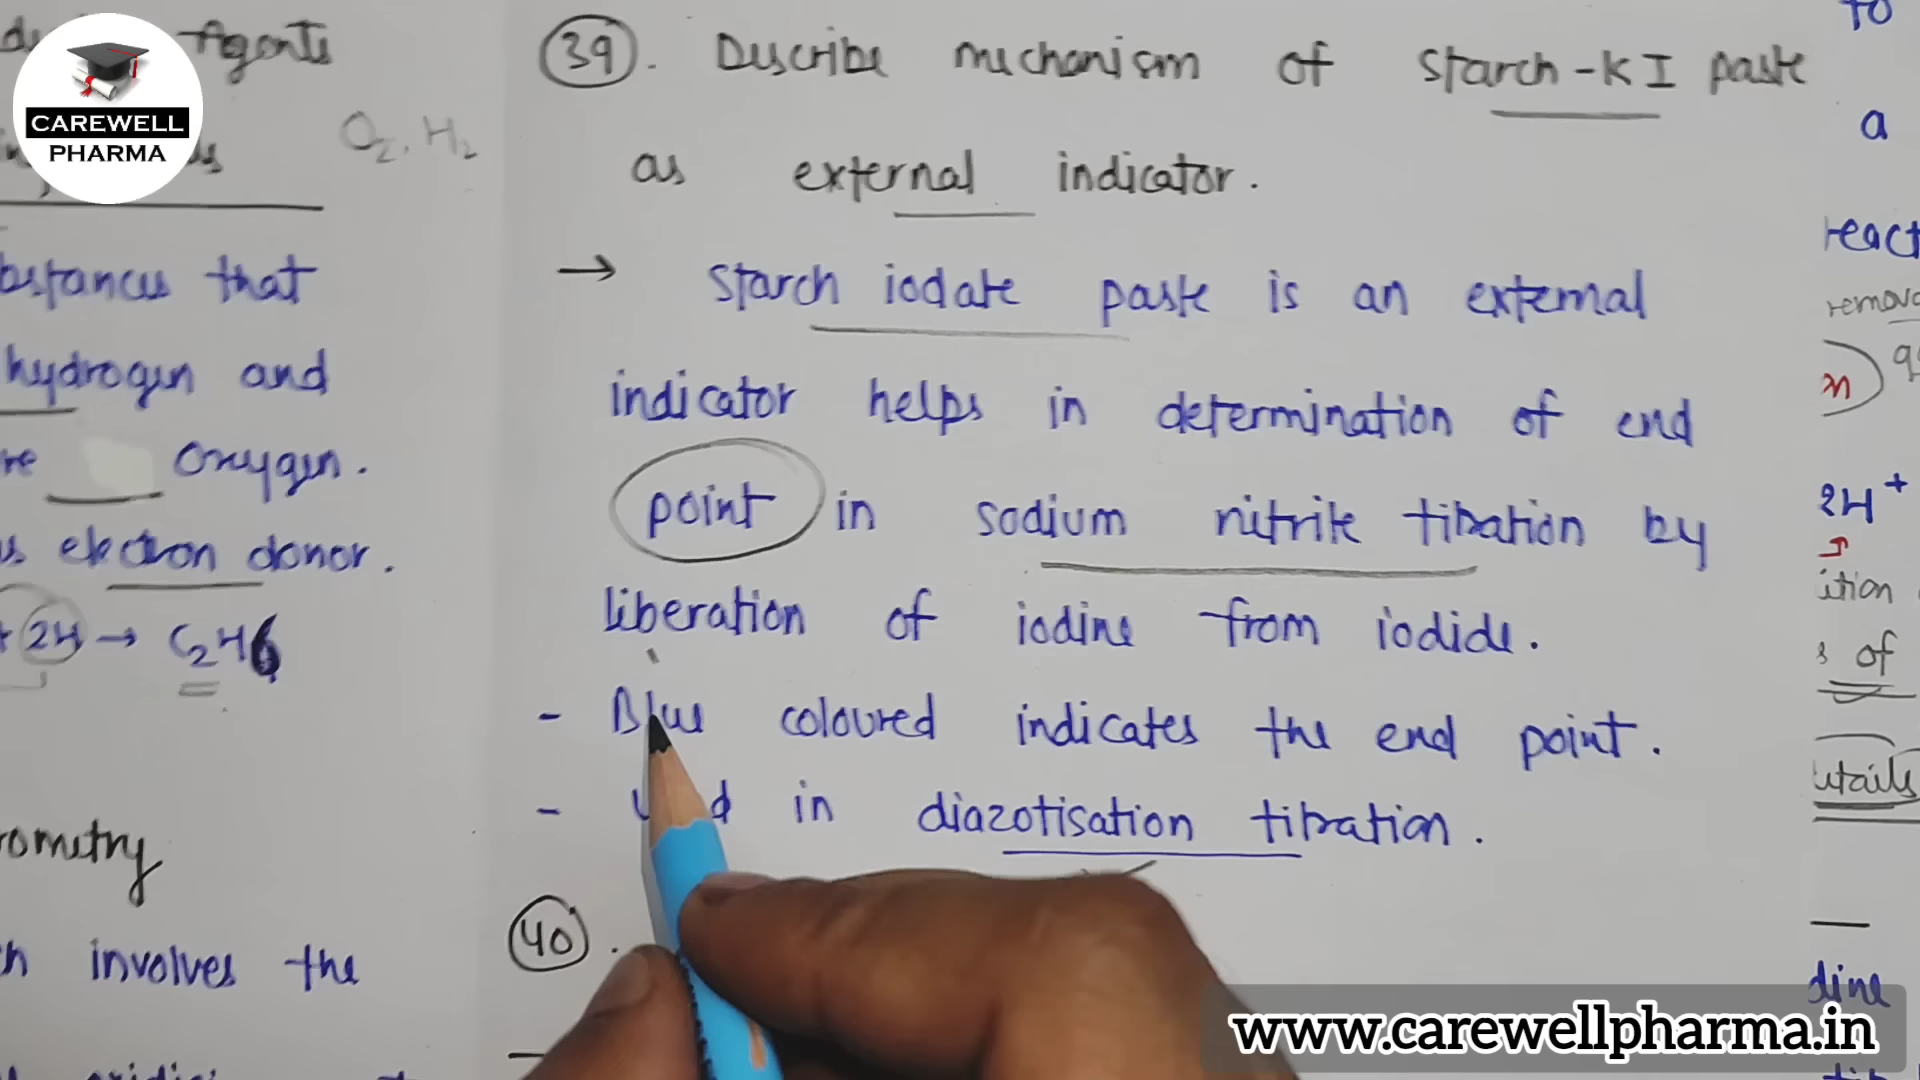 Agents
CAREWELL
PHARMA
O2, H2
that
hydrogen and
oxygen.
electron donor.
2H → C2H6
involves the
39. Describe mechanism of Starch-KI paste
as external indicator.
→ Starch iodate paste is an external
indicator helps in determination of end
point in sodium nitrite titration by
liberation of iodine from iodide.
- Blue coloured indicates the end point.
- in diazotisation titration.
40.
to
a
2H+
of
www.carewellpharma.in